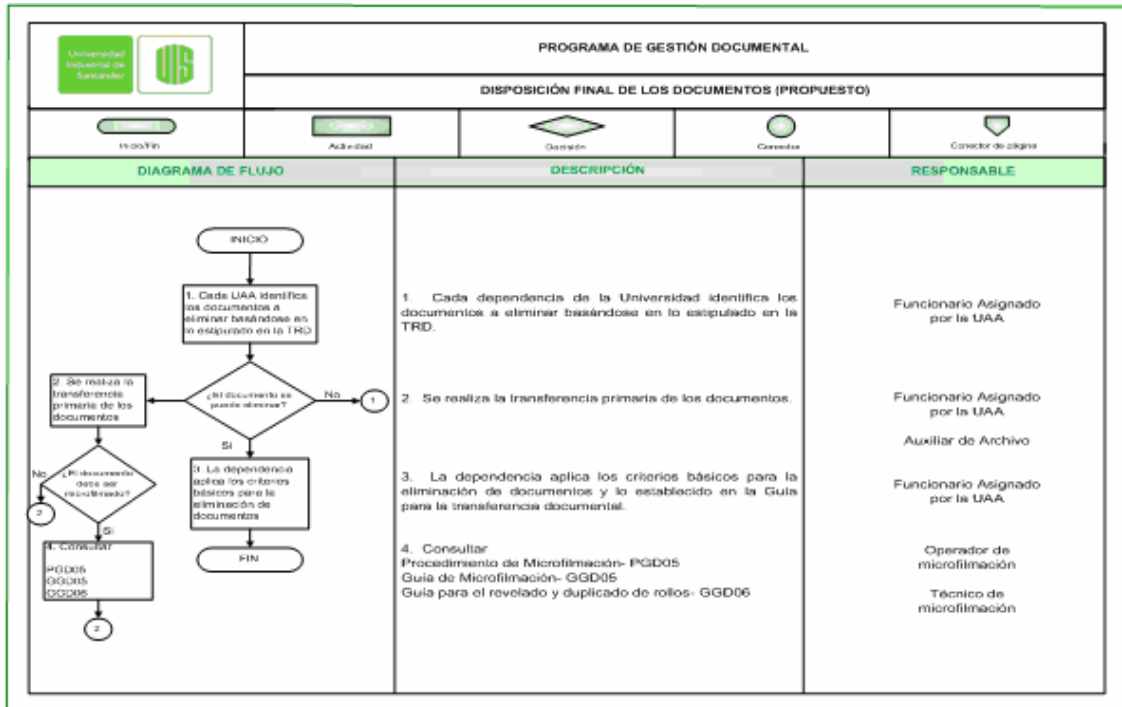 Universidad
Industrial de
Santander
UIS
PROGRAMA DE GESTIÓN DOCUMENTAL
DISPOSICIÓN FINAL DE LOS DOCUMENTOS (PROPUESTO)
Inicio/Fin
Actividad
Decisión
Conector
Conector de página
DIAGRAMA DE FLUJO
DESCRIPCIÓN
RESPONSABLE
INICIO
1. Cada UAA identifica
los documentos a
eliminar basándose en
lo estipulado en la TRD
1. Cada dependencia de la Universidad identifica los
documentos a eliminar basándose en lo estipulado en la
TRD.
Funcionario Asignado
por la UAA
2. Se realiza la
transferencia
primaria de los
documentos
¿El documento se
puede eliminar?
No
1
2. Se realiza la transferencia primaria de los documentos.
Funcionario Asignado
por la UAA
Auxiliar de Archivo
Si
No
¿El documento
debe ser
microfilmado?
2
Si
3. La dependencia
aplica los criterios
básicos para la
eliminación de
documentos
3. La dependencia aplica los criterios básicos para la
eliminación de documentos y lo establecido en la Guía
para la transferencia documental.
Funcionario Asignado
por la UAA
4. Consultar
PGD05
GGD05
GGD06
FIN
2
4. Consultar
Procedimiento de Microfilmación- PGD05
Guía de Microfilmación- GGD05
Guía para el revelado y duplicado de rollos- GGD06
Operador de
microfilmación
Técnico de
microfilmación